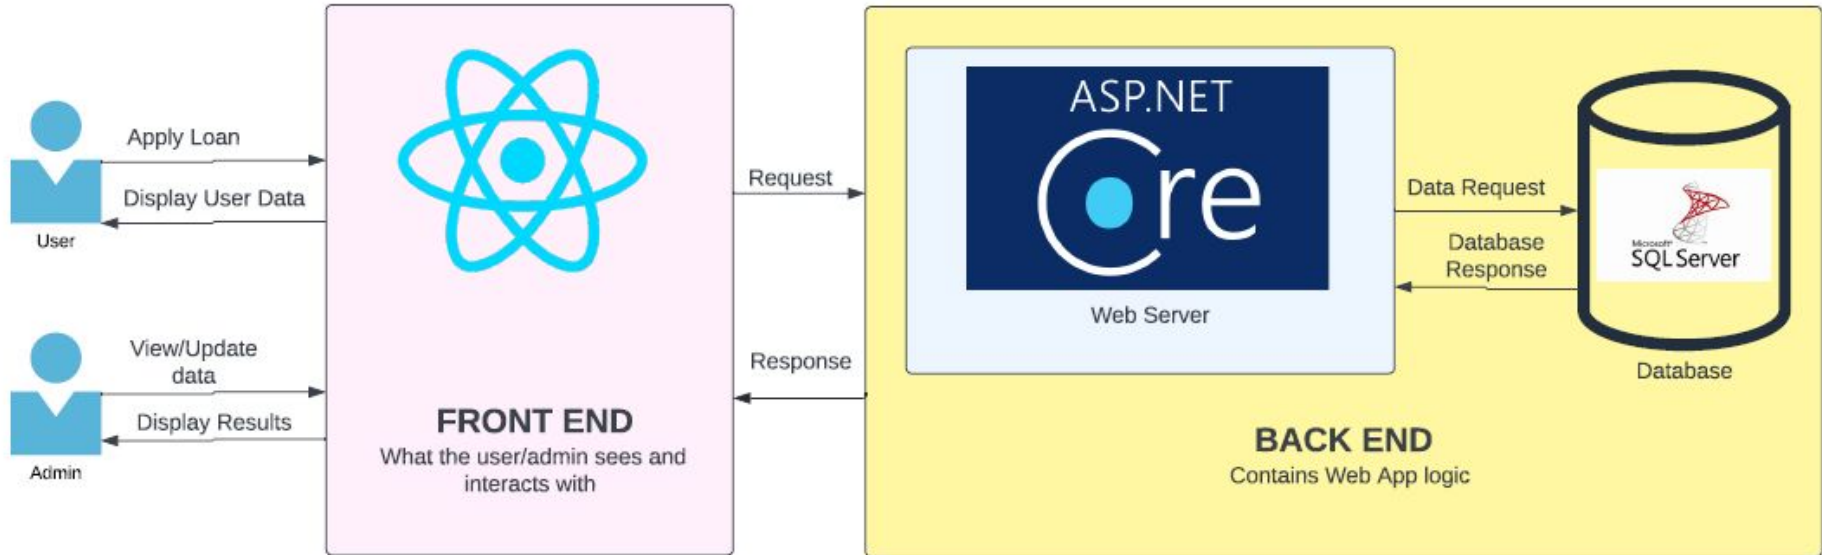 Apply Loan
Display User Data
User
View/Update
data
Display Results
Admin
FRONT END
What the user/admin sees and
interacts with
Request
Response
ASP.NET
Core
Web Server
Data Request
Database
Response
Microsoft
SQL Server
Database
BACK END
Contains Web App logic